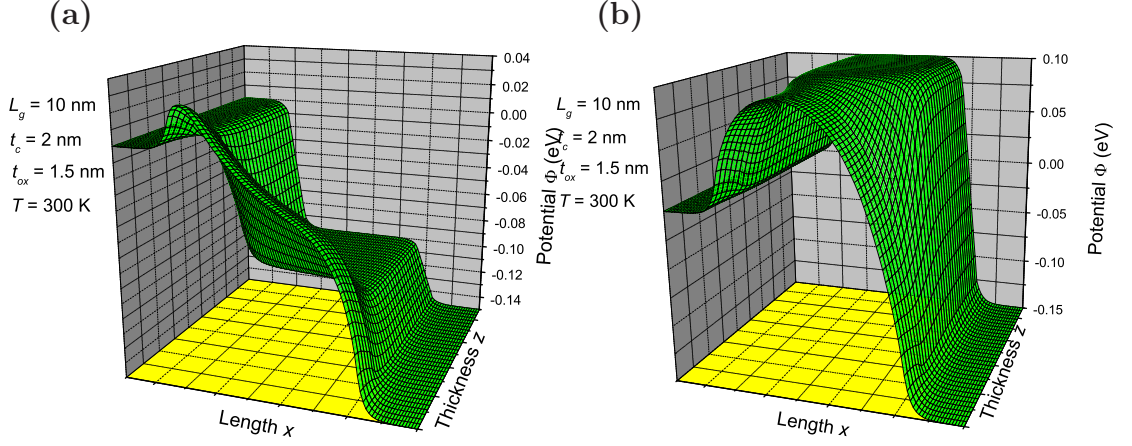 (a)
L_g = 10 nm
t_c = 2 nm
t_ox = 1.5 nm
T = 300 K
0.04
0.02
0.00
-0.02
-0.04
-0.06
-0.08
-0.10
-0.12
-0.14
Potential Φ (eV)
Thickness z
Length x
(b)
L_g = 10 nm
t_c = 2 nm
t_ox = 1.5 nm
T = 300 K
0.10
0.05
0.00
-0.05
-0.10
-0.15
Potential Φ (eV)
Thickness z
Length x